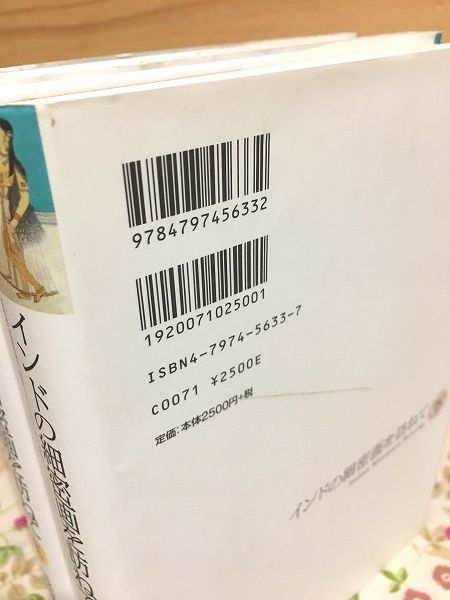 9784797456332
1920071025001
ISBN4-7974-5633-7
C0071 ¥2500E
定価:本体2500円+税
インドの細密画を訪ねて
インドの細密画を訪ね